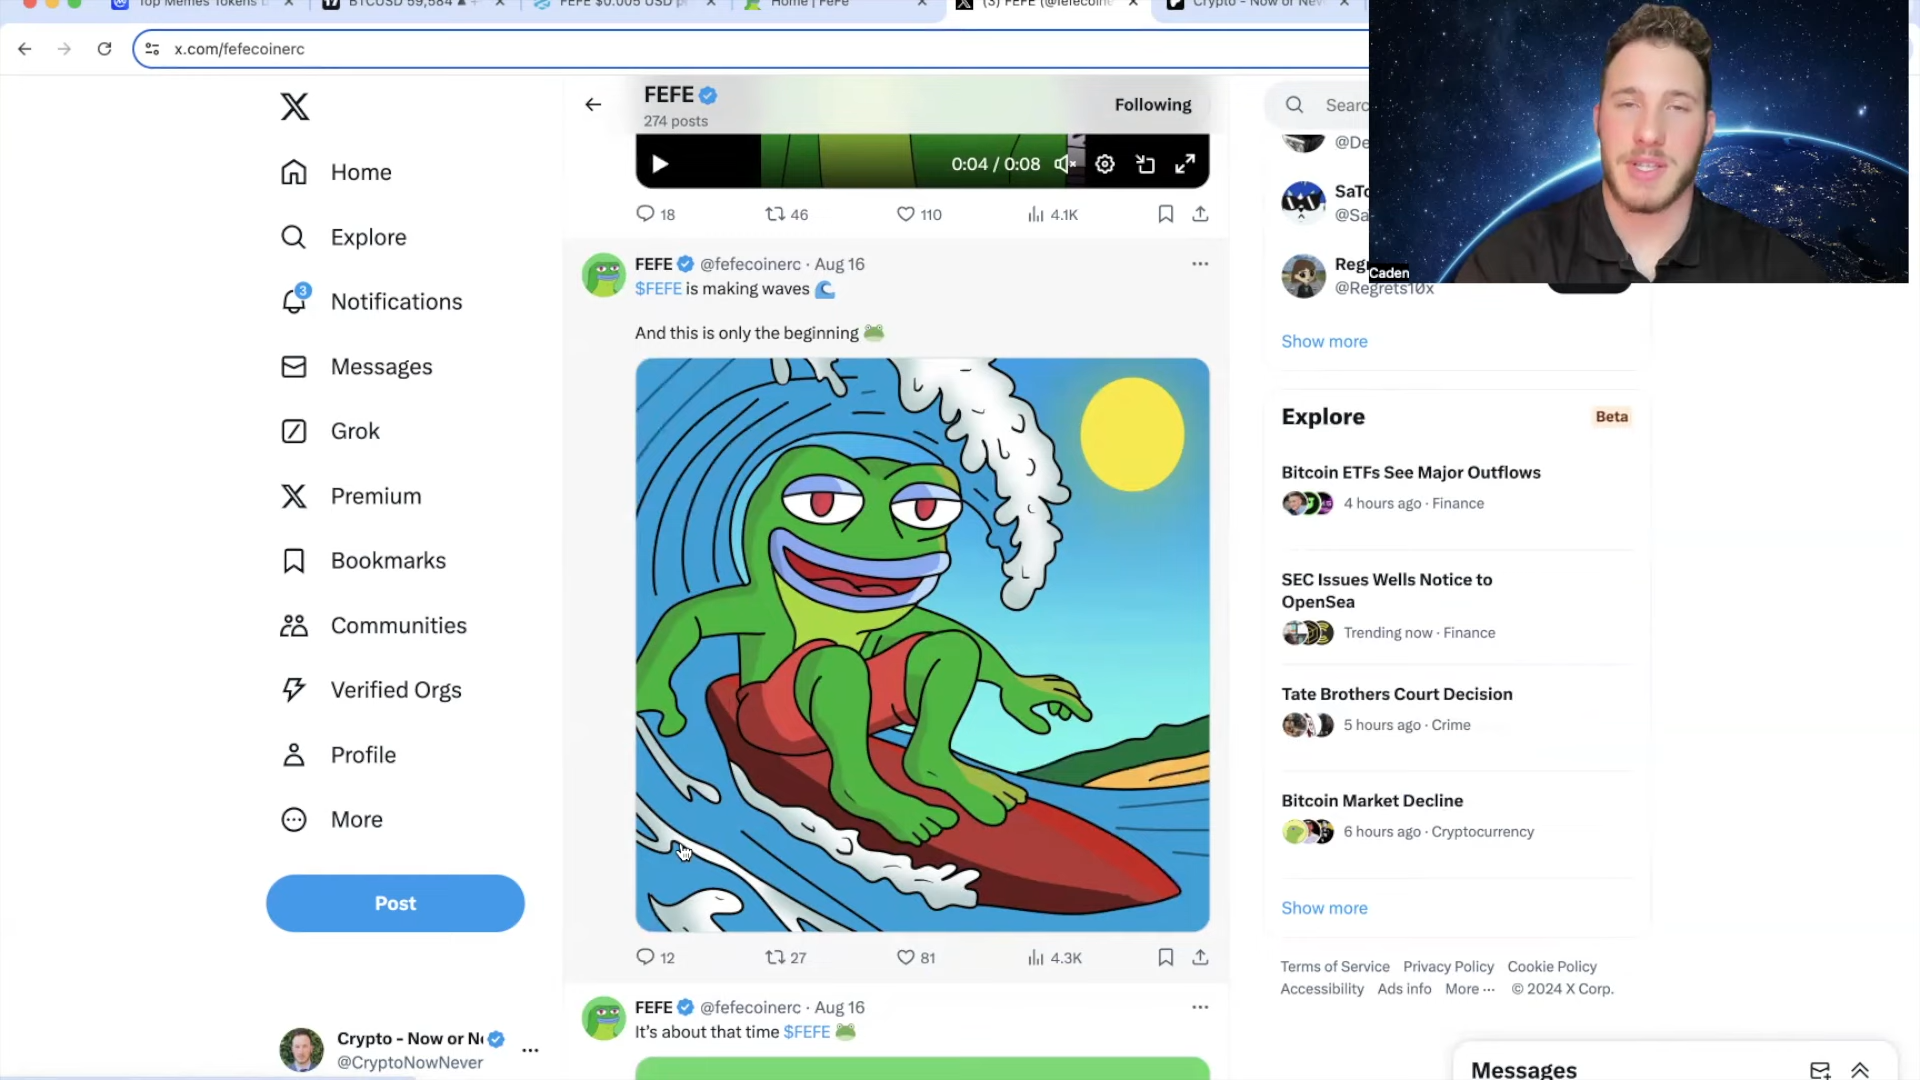 Top Memes Tokens b
BTCUSD 59,584
FEFE $0.005 USD p
Home | FeFe
(3) FEFE (@fefecoine
Crypto - Now or Nev
x.com/fefecoinerc
FEFE
274 posts
Following
Searc
0:04 / 0:08
18
46
110
4.1K
Home
Explore
3
Notifications
Messages
Grok
Premium
Bookmarks
Communities
Verified Orgs
Profile
More
Post
Crypto - Now or N
@CryptoNowNever
FEFE @fefecoinerc · Aug 16
$FEFE is making waves
And this is only the beginning
12
27
81
4.3K
FEFE @fefecoinerc · Aug 16
It's about that time $FEFE
@De
SaTo
@Sa
Regr
@Regrets10x
Caden
Show more
Explore
Beta
Bitcoin ETFs See Major Outflows
4 hours ago · Finance
SEC Issues Wells Notice to
OpenSea
Trending now · Finance
Tate Brothers Court Decision
5 hours ago · Crime
Bitcoin Market Decline
6 hours ago · Cryptocurrency
Show more
Terms of Service Privacy Policy Cookie Policy
Accessibility Ads info More ··· © 2024 X Corp.
Messages